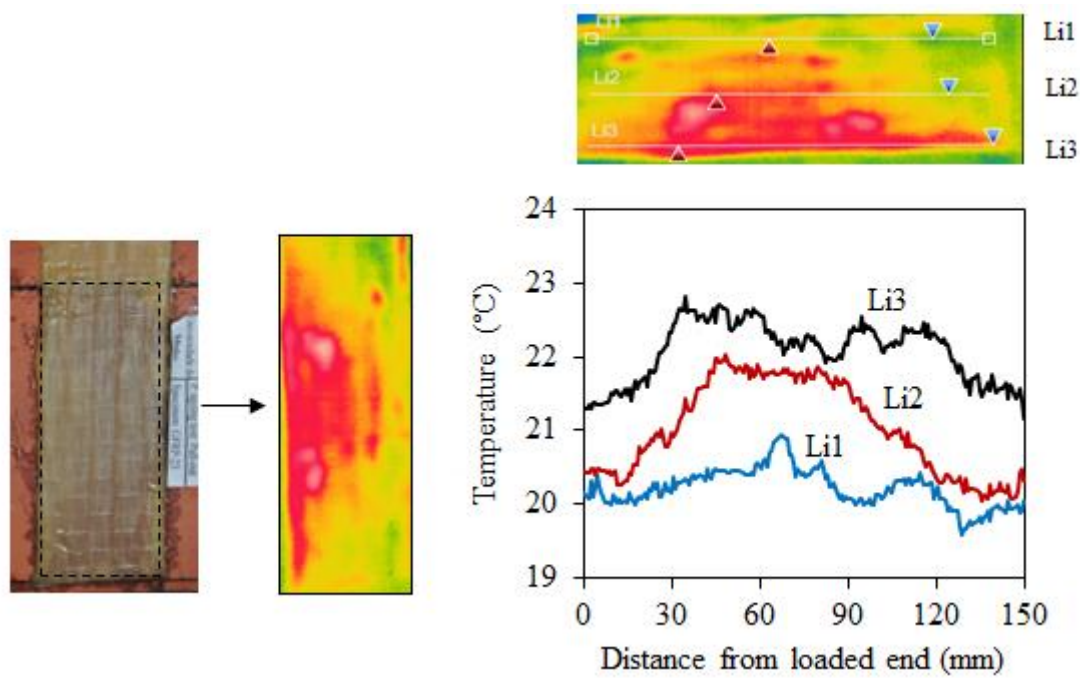 Li1
Li1
Li2
Li2
Li3
Li3
24
23
22
21
20
19
Temperature (°C)
Li3
Li2
Li1
0 30 60 90 120 150
Distance from loaded end (mm)